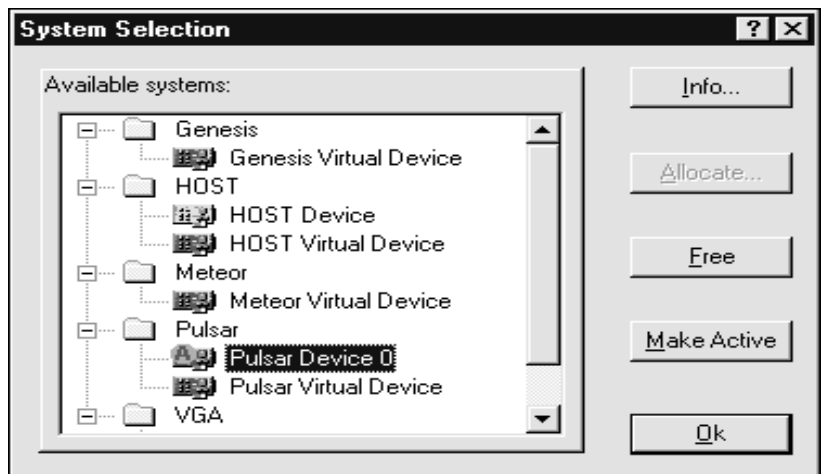 System Selection
Available systems:
Genesis
Genesis Virtual Device
HOST
HOST Device
HOST Virtual Device
Meteor
Meteor Virtual Device
Pulsar
Pulsar Device 0
Pulsar Virtual Device
VGA
Info...
Allocate...
Free
Make Active
Ok